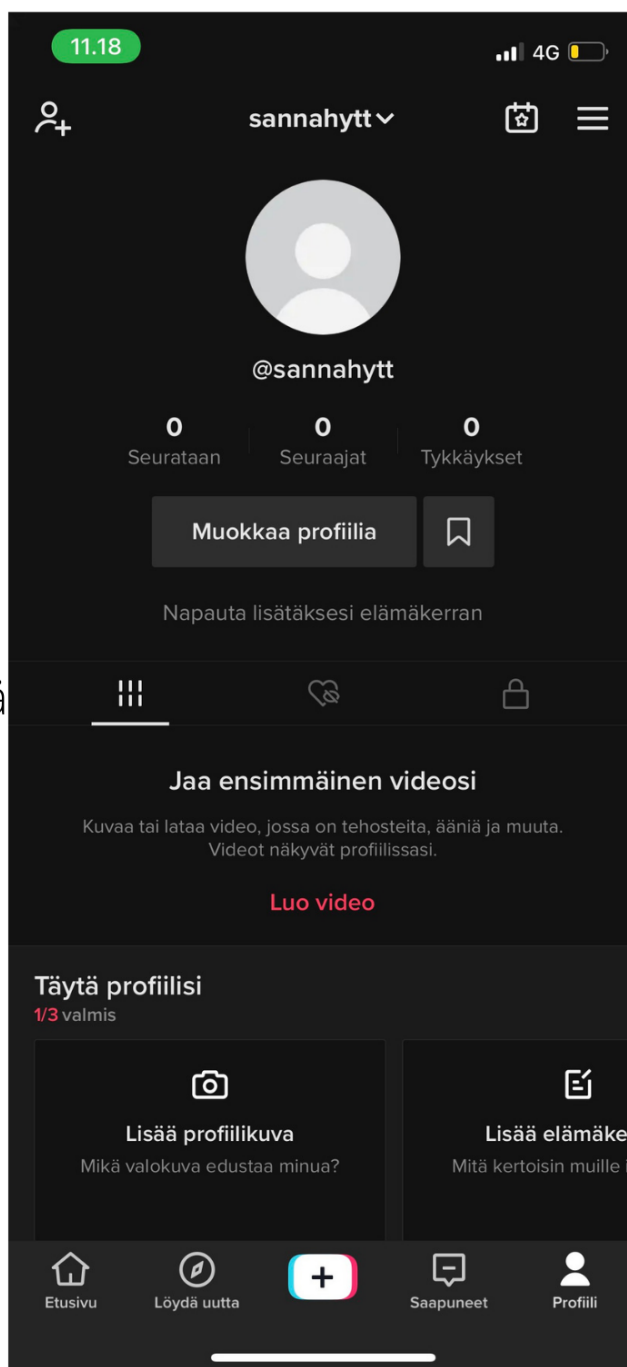 11.18
4G
sannahytt
@sannahytt
0 0 0
Seurataan Seuraajat Tykkäykset
Muokkaa profiilia
Napauta lisätäksesi elämäkerran
Jaa ensimmäinen videosi
Kuvaa tai lataa video, jossa on tehosteita, ääniä ja muuta.
Videot näkyvät profiilissasi.
Luo video
Täytä profiilisi
1/3 valmis
Lisää profiilikuva Lisää elämäke
Mikä valokuva edustaa minua? Mitä kertoisin muille i
Etusivu Löydä uutta Saapuneet Profiili